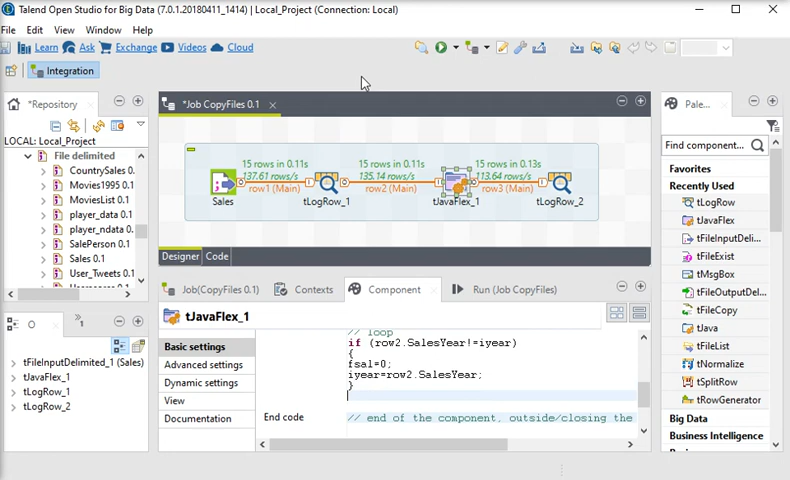 Talend Open Studio for Big Data (7.0.1.20180411_1414) | Local_Project (Connection: Local)
File Edit View Window Help
Learn Ask Exchange Videos Cloud
Integration
*Repository
LOCAL: Local_Project
File delimited
CountrySales 0.1
Movies1995 0.1
MoviesList 0.1
player_data 0.1
player_ndata 0.1
SalePerson 0.1
Sales 0.1
User_Tweets 0.1
*Job CopyFiles 0.1
15 rows in 0.11s
137.61 rows/s
row1 (Main)
15 rows in 0.11s
135.14 rows/s
row2 (Main)
15 rows in 0.13s
113.64 rows/s
row3 (Main)
Sales
tLogRow_1
tJavaFlex_1
tLogRow_2
Designer Code
Pale...
Find component...
Favorites
Recently Used
tLogRow
tJavaFlex
tFileInputDeli...
tFileExist
tMsgBox
tFileOutputDel...
tFileCopy
tJava
tFileList
tNormalize
tSplitRow
tRowGenerator
Big Data
Business Intelligence
O
tFileInputDelimited_1 (Sales)
tJavaFlex_1
tLogRow_1
tLogRow_2
Job(CopyFiles 0.1) Contexts Component Run (Job CopyFiles)
tJavaFlex_1
Basic settings
Advanced settings
Dynamic settings
View
Documentation
// loop
if (row2.SalesYear!=iyear)
{
fsal=0;
iyear=row2.SalesYear;
}
End code
// end of the component, outside/closing the